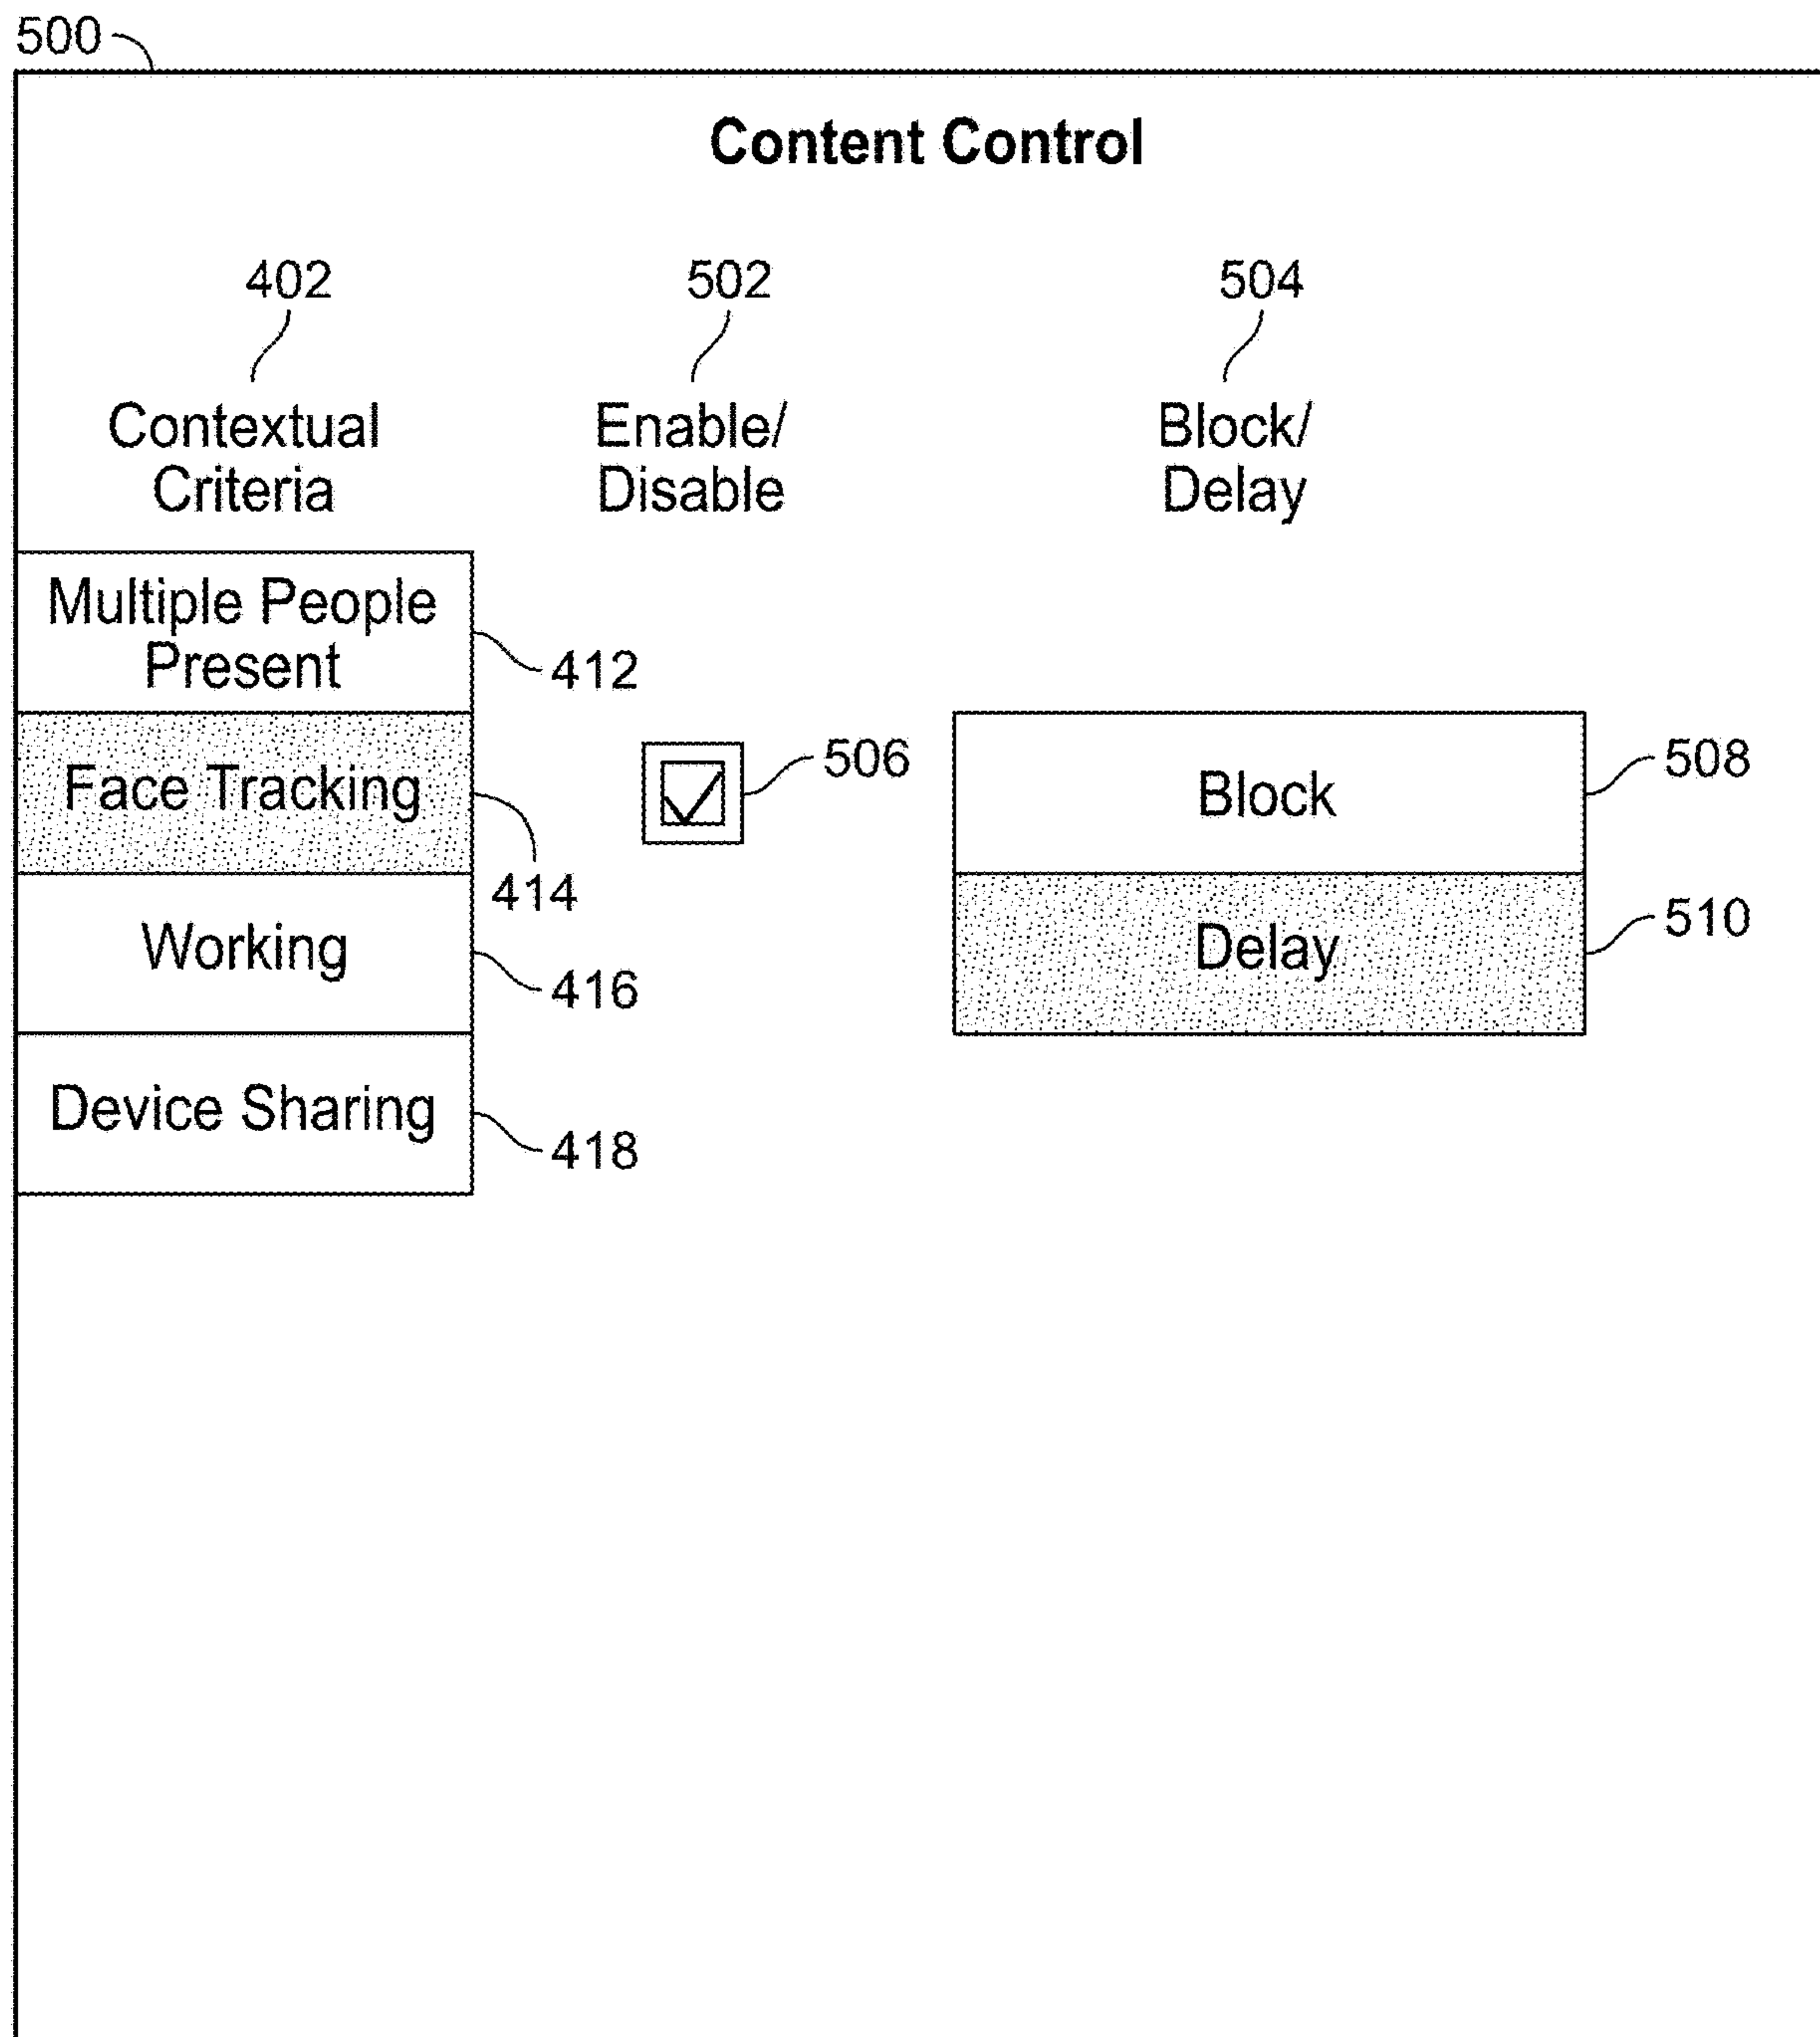 500
Content Control
402
502
504
Contextual
Criteria
Enable/
Disable
Block/
Delay
Multiple People
Present
412
Face Tracking
414
506
Block
508
Working
416
Delay
510
Device Sharing
418